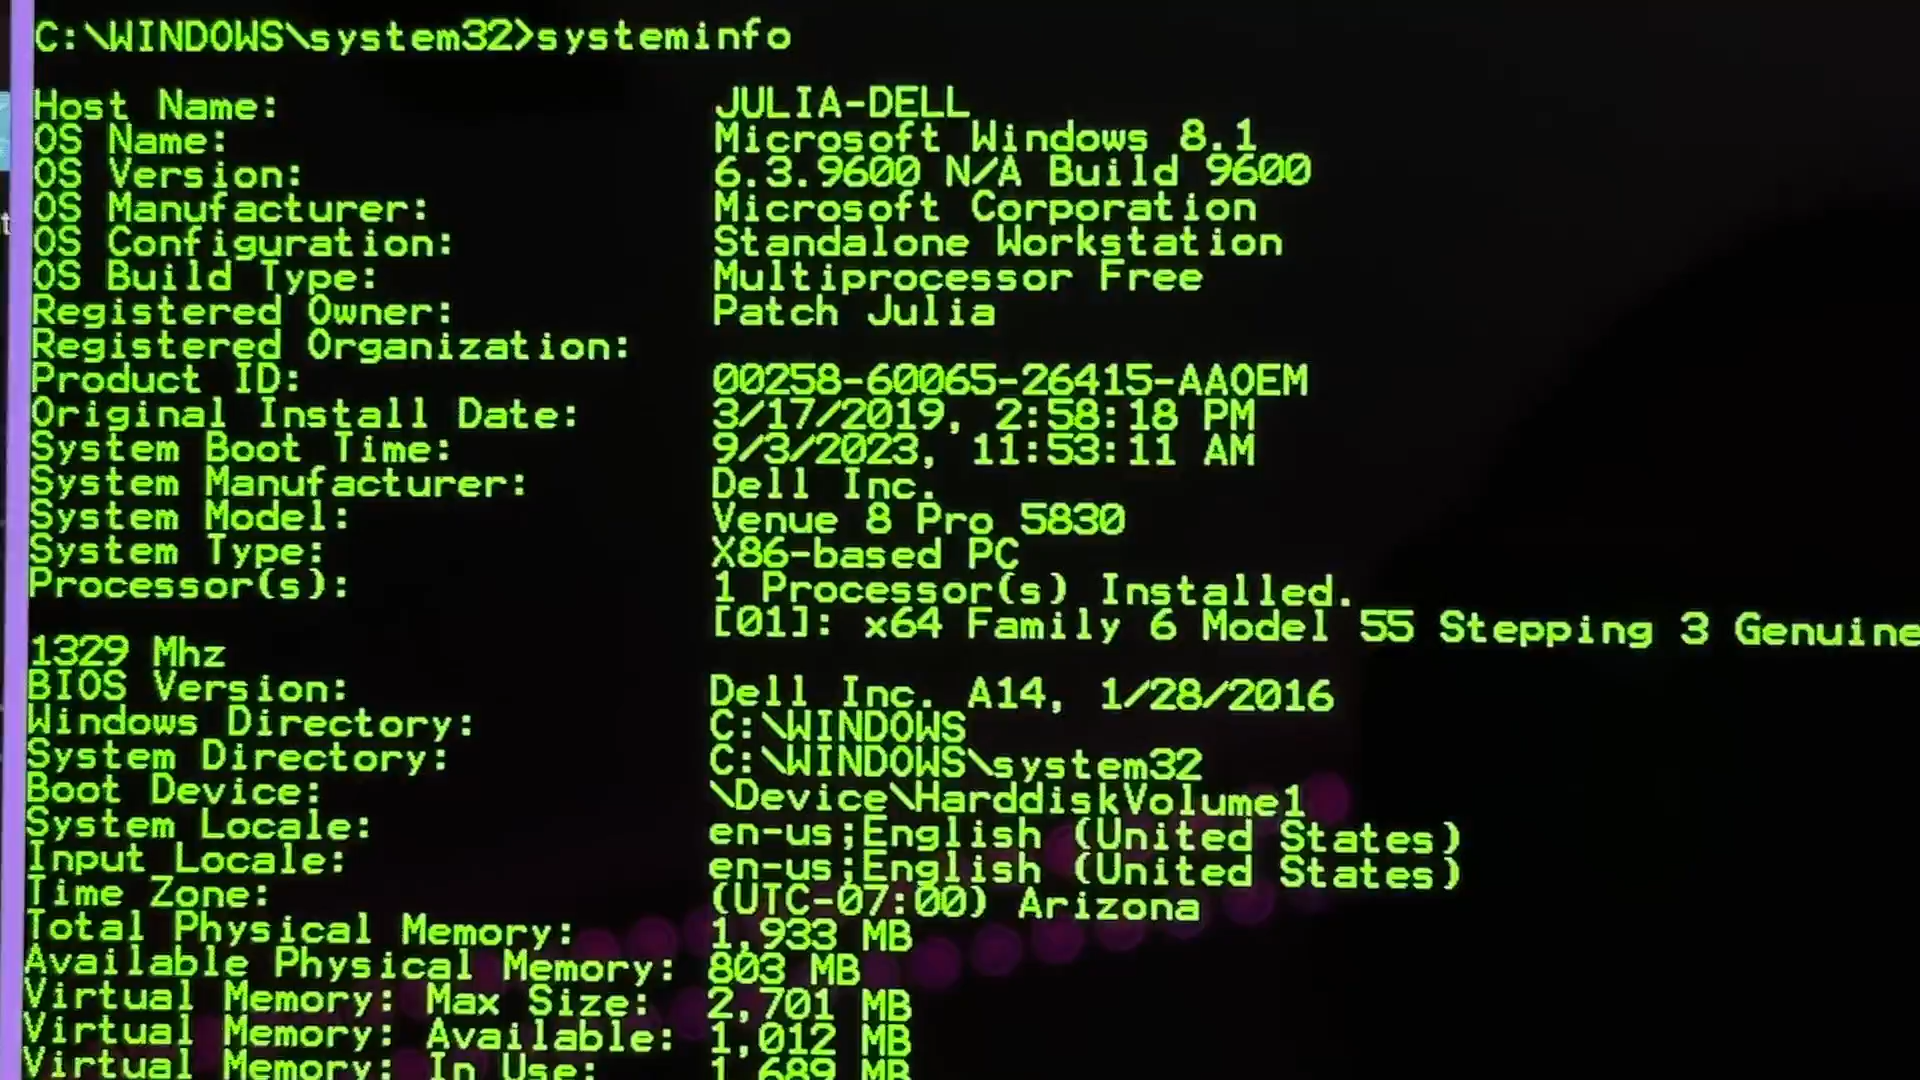 C:\WINDOWS\system32>systeminfo
Host Name: JULIA-DELL
OS Name: Microsoft Windows 8.1
OS Version: 6.3.9600 N/A Build 9600
OS Manufacturer: Microsoft Corporation
OS Configuration: Standalone Workstation
OS Build Type: Multiprocessor Free
Registered Owner: Patch Julia
Registered Organization:
Product ID: 00258-60065-26415-AAOEM
Original Install Date: 3/17/2019, 2:58:18 PM
System Boot Time: 9/3/2023, 11:53:11 AM
System Manufacturer: Dell Inc.
System Model: Venue 8 Pro 5830
System Type: X86-based PC
Processor(s): 1 Processor(s) Installed.
[01]: x64 Family 6 Model 55 Stepping 3 Genuine
1329 Mhz
BIOS Version: Dell Inc. A14, 1/28/2016
Windows Directory: C:\WINDOWS
System Directory: C:\WINDOWS\system32
Boot Device: \Device\HarddiskVolume1
System Locale: en-us;English (United States)
Input Locale: en-us;English (United States)
Time Zone: (UTC-07:00) Arizona
Total Physical Memory: 1,933 MB
Available Physical Memory: 803 MB
Virtual Memory: Max Size: 2,701 MB
Virtual Memory: Available: 1,012 MB
Virtual Memory: In Use: 1,689 MB